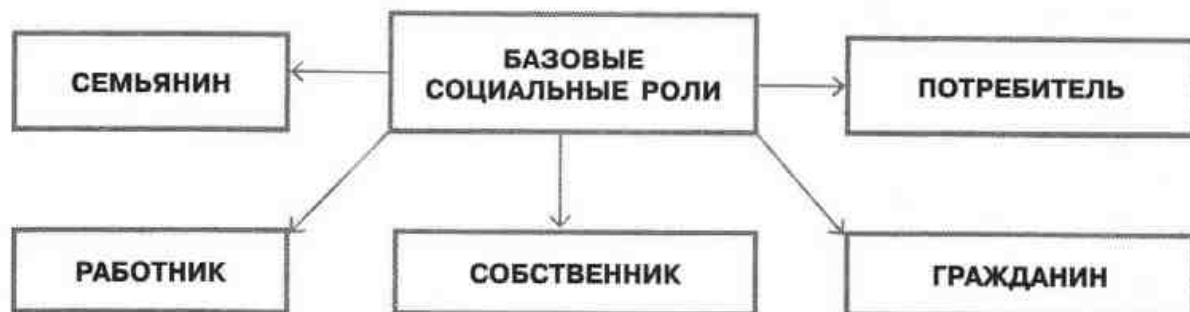 СЕМЬЯНИН
БАЗОВЫЕ
СОЦИАЛЬНЫЕ РОЛИ
ПОТРЕБИТЕЛЬ
РАБОТНИК
СОБСТВЕННИК
ГРАЖДАНИН